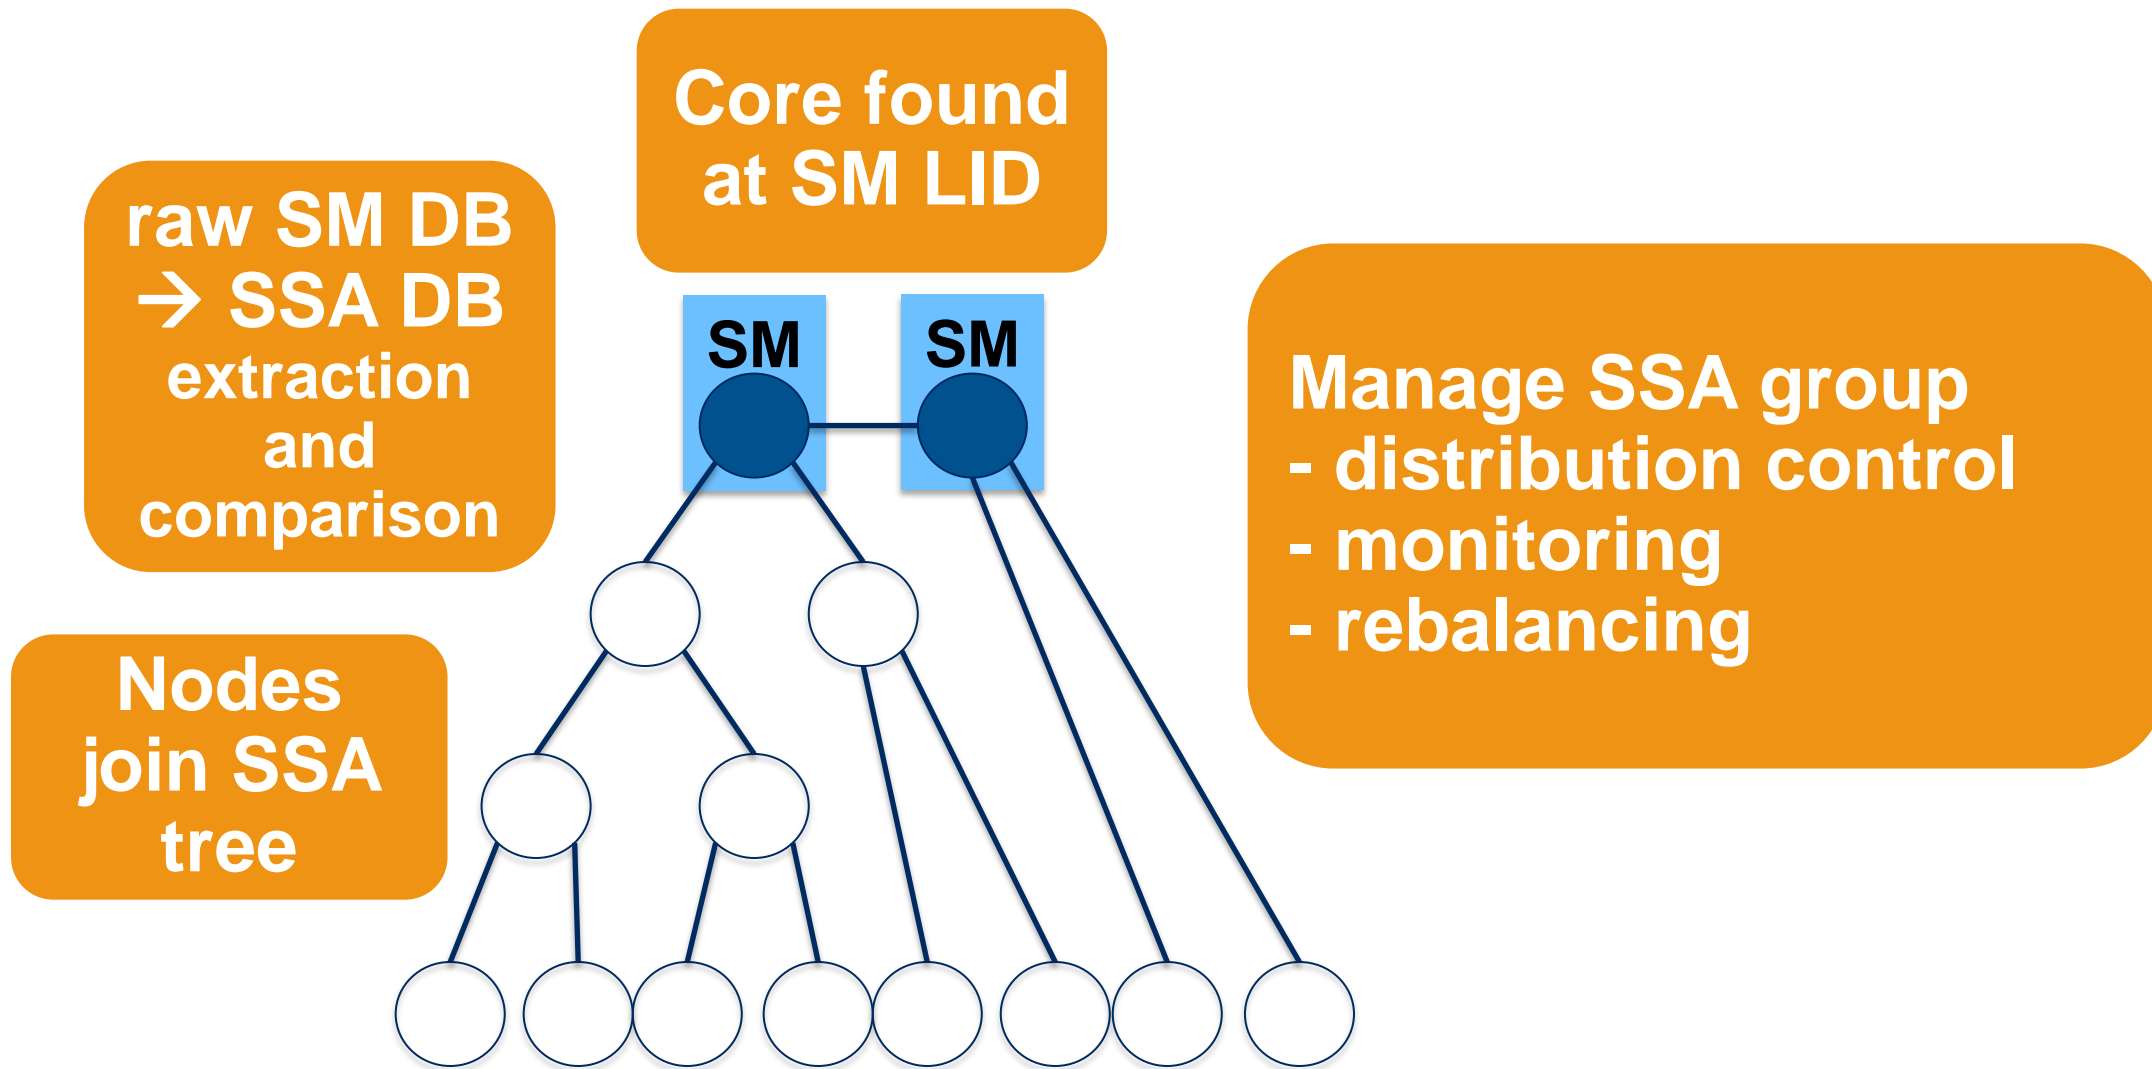 Core found
at SM LID
raw SM DB
→ SSA DB
extraction
and
comparison
SM
SM
Manage SSA group
- distribution control
- monitoring
- rebalancing
Nodes
join SSA
tree